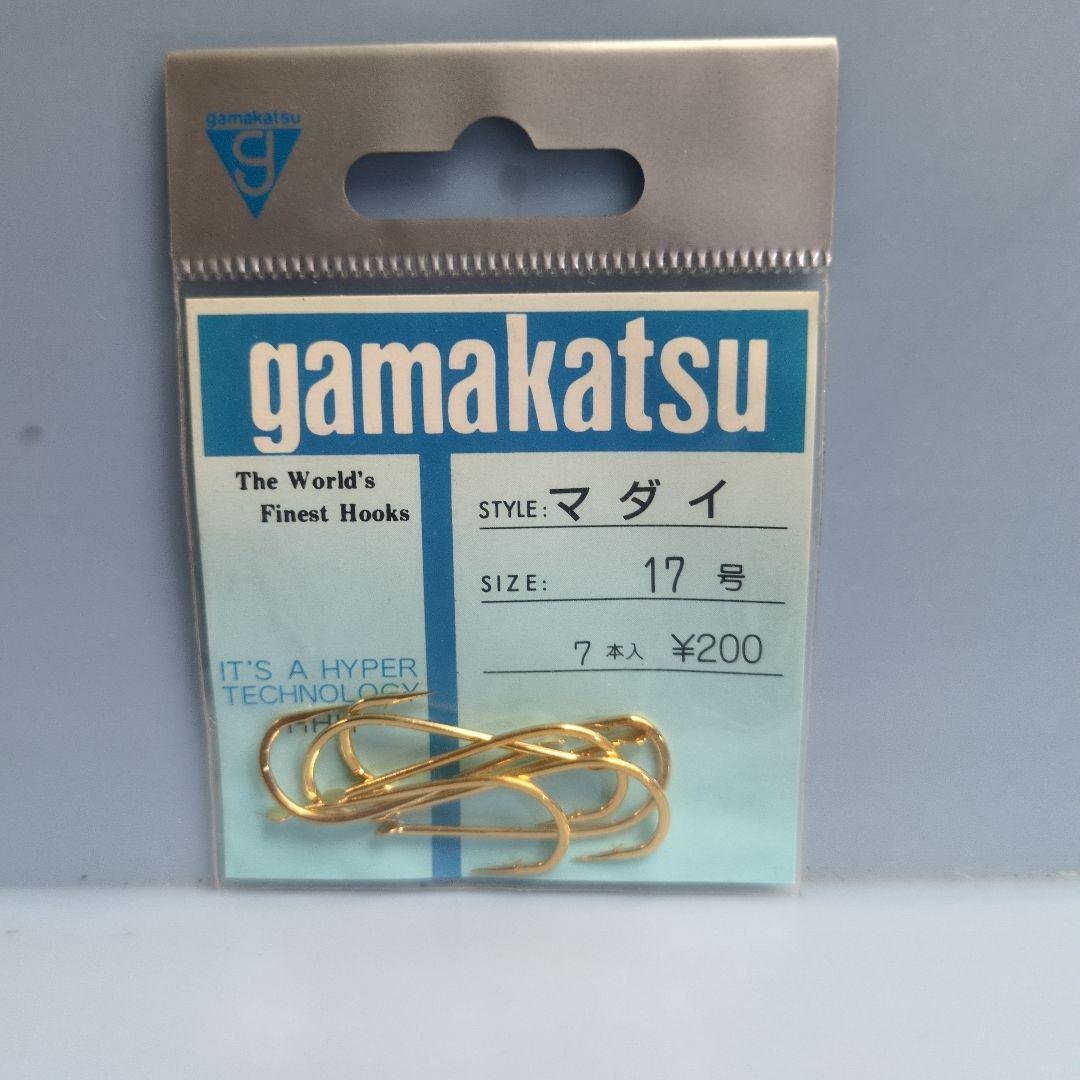 gamakatsu
g
gamakatsu
The World's
Finest Hooks
STYLE: マダイ
SIZE: 17 号
7 本入 ¥200
IT'S A HYPER
TECHNOLOGY